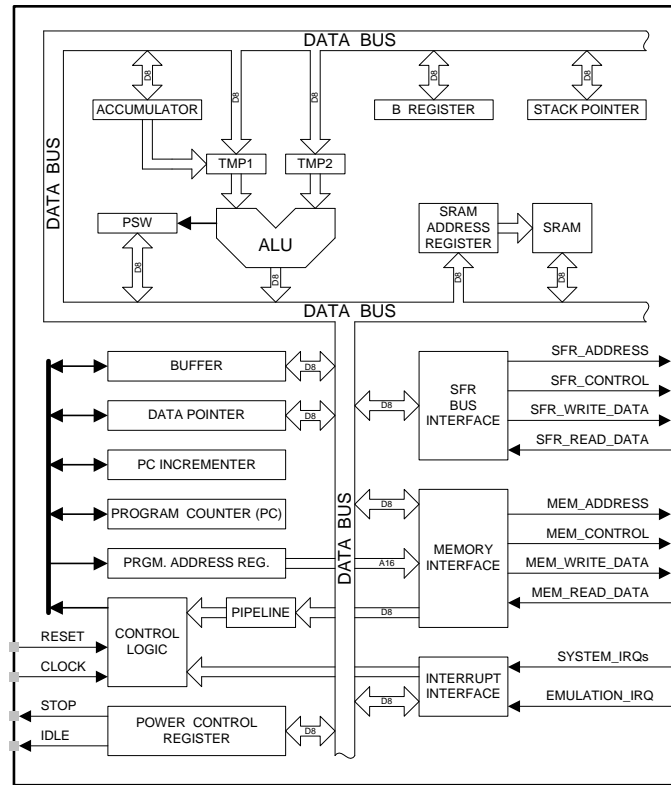 DATA BUS
D8
D8
D8
D8
D8
ACCUMULATOR
B REGISTER
STACK POINTER
DATA BUS
TMP1
TMP2
PSW
ALU
SRAM
ADDRESS
REGISTER
SRAM
D8
D8
D8
D8
DATA BUS
BUFFER
D8
DATA POINTER
D8
PC INCREMENTER
PROGRAM COUNTER (PC)
PRGM. ADDRESS REG.
A16
DATA BUS
D8
SFR
BUS
INTERFACE
SFR_ADDRESS
SFR_CONTROL
SFR_WRITE_DATA
SFR_READ_DATA
D8
MEMORY
INTERFACE
MEM_ADDRESS
MEM_CONTROL
MEM_WRITE_DATA
MEM_READ_DATA
RESET
CLOCK
CONTROL
LOGIC
PIPELINE
D8
INTERRUPT
INTERFACE
SYSTEM_IRQs
EMULATION_IRQ
D8
STOP
IDLE
POWER CONTROL
REGISTER
D8